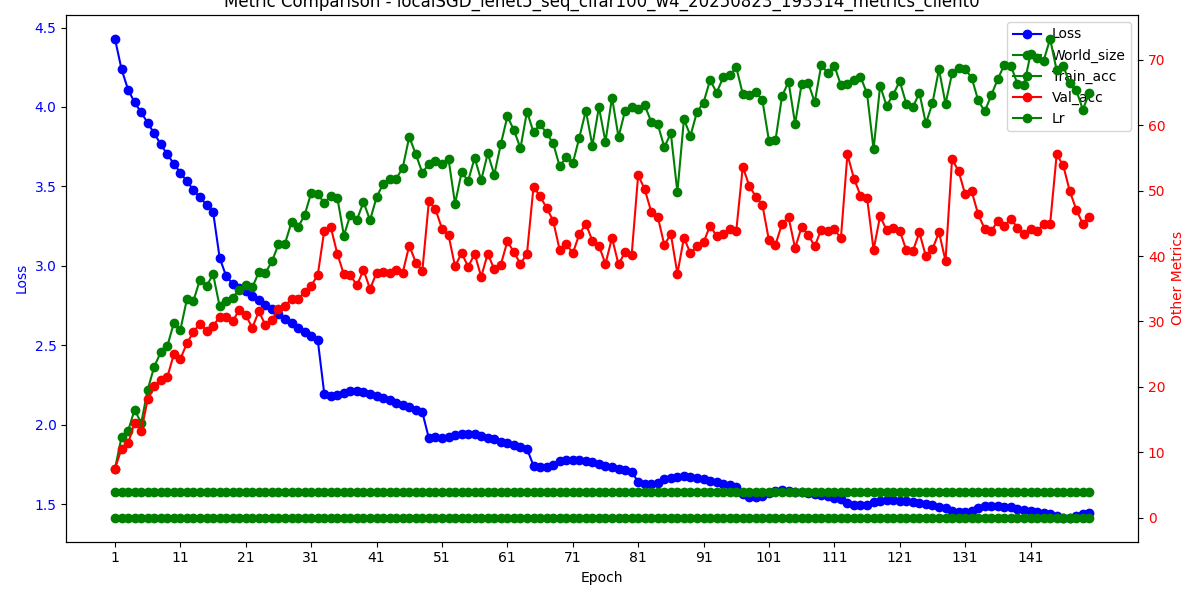 Metric Comparison - localSGD_lenet5_seq_cifar100_w4_20250823_193314_metrics_client0
4.5
4.0
3.5
3.0
2.5
2.0
1.5
Loss
70
60
50
40
30
20
10
0
Other Metrics
Loss
World_size
Train_acc
Val_acc
Lr
1 11 21 31 41 51 61 71 81 91 101 111 121 131 141
Epoch